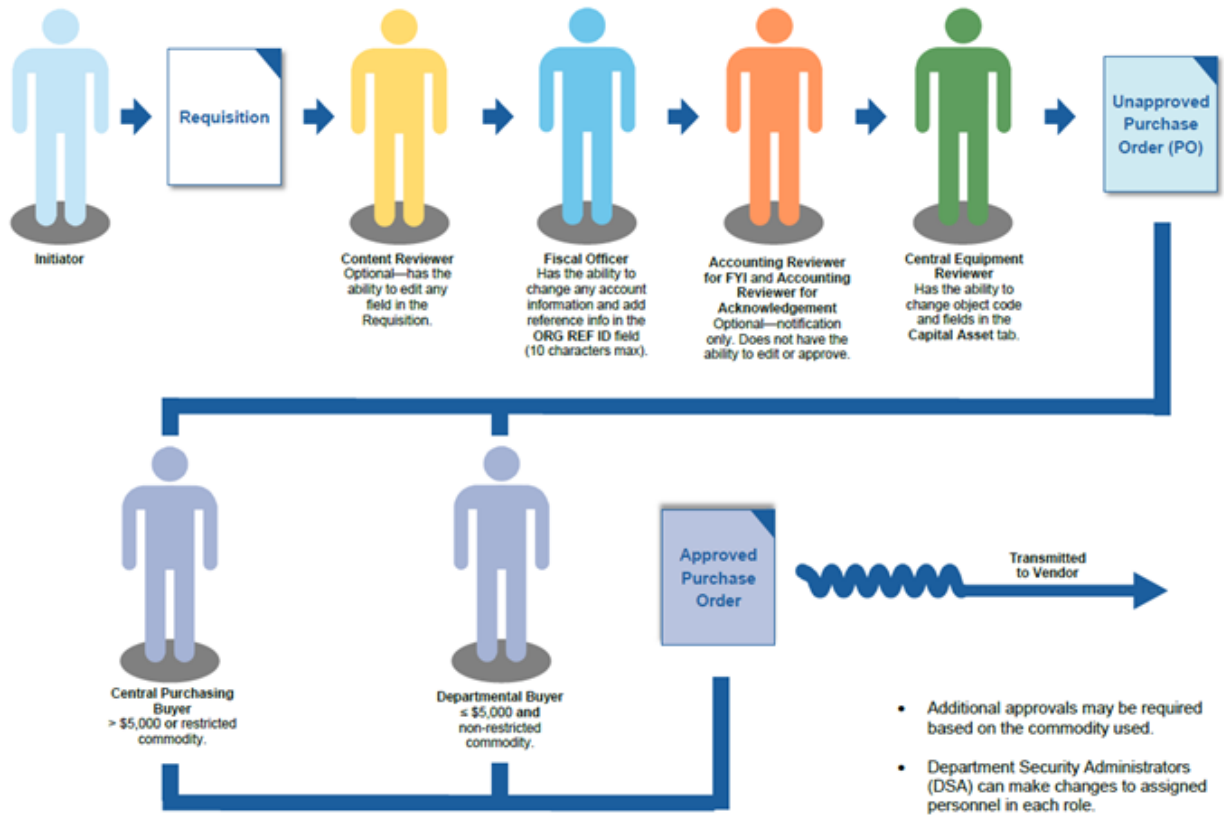 Requisition
Unapproved
Purchase
Order (PO)
Initiator
Content Reviewer
Optional—has the
ability to edit any
field in the
Requisition.
Fiscal Officer
Has the ability to
change any account
information and add
reference info in the
ORG REF ID field
(10 characters max).
Accounting Reviewer
for FYI and Accounting
Reviewer for
Acknowledgement
Optional—notification
only. Does not have the
ability to edit or approve.
Central Equipment
Reviewer
Has the ability to
change object code
and fields in the
Capital Asset tab.
Central Purchasing
Buyer
> $5,000 or restricted
commodity.
Departmental Buyer
≤ $5,000 and
non-restricted
commodity.
Approved
Purchase
Order
Transmitted
to Vendor
• Additional approvals may be required
based on the commodity used.
• Department Security Administrators
(DSA) can make changes to assigned
personnel in each role.